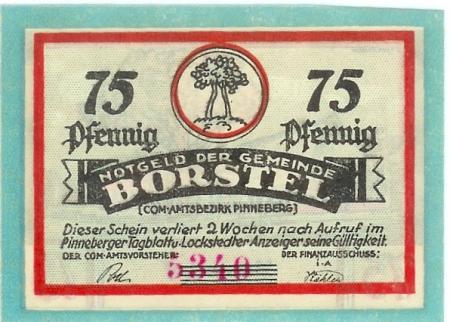 75 75
Pfennig Pfennig
NOTGELD DER GEMEINDE
BORSTEL
(COM-AMTSBEZIRK PINNEBERG)
Dieser Schein verliert 2 Wochen nach Aufruf im
Pinneberger Tagblatt u. Lockstedter Anzeiger seine Gültigkeit.
DER COM-AMTSVORSTEHER: DER FINANZAUSSCHUSS:
5340 i-A